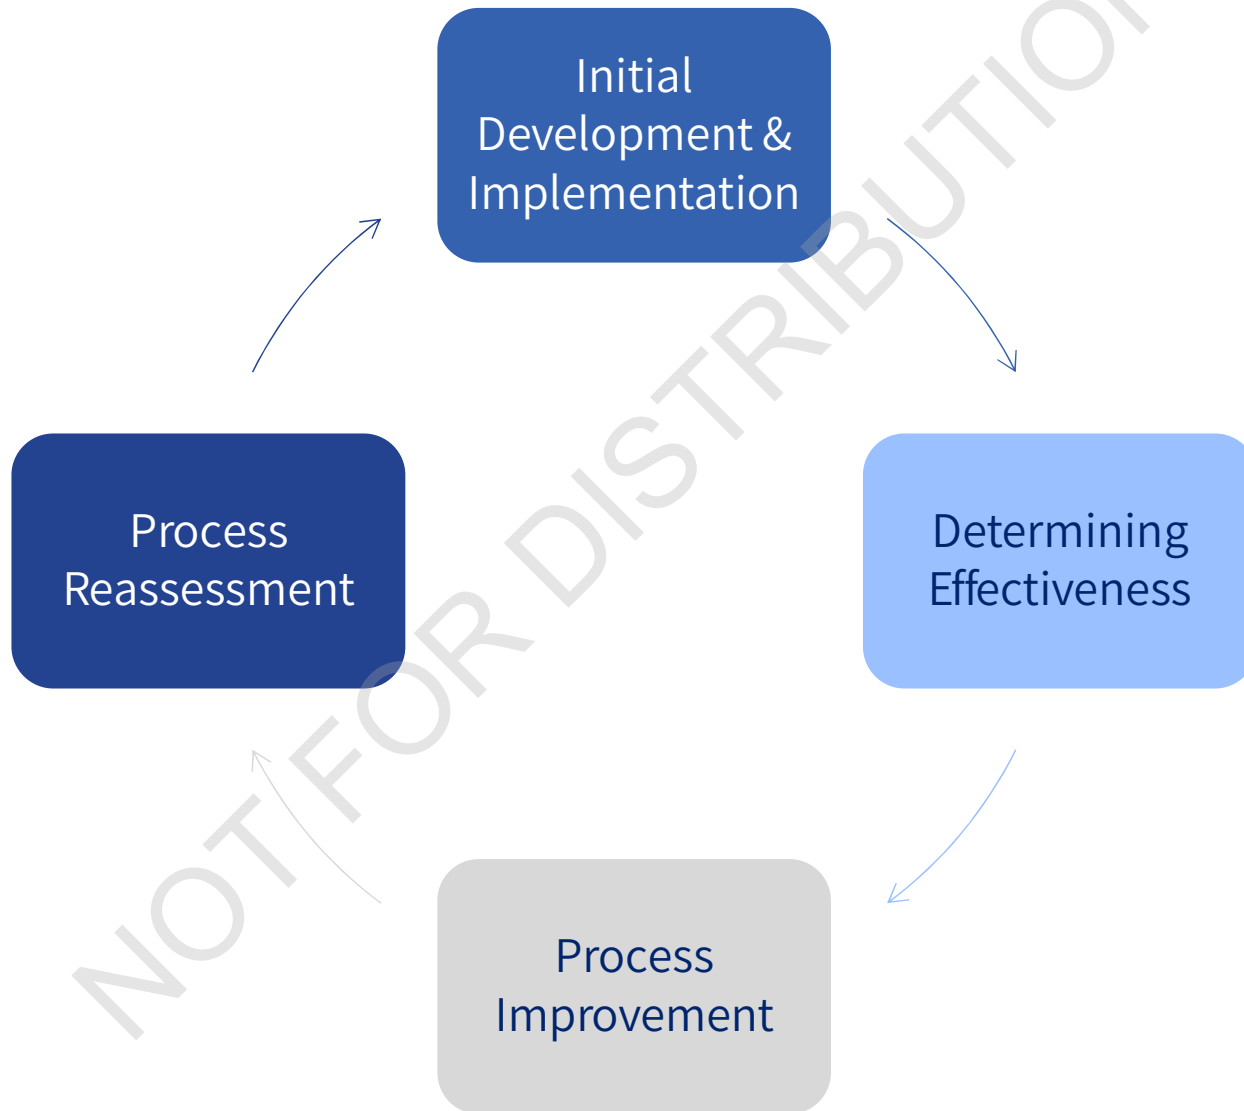 Initial
Development &
Implementation
Determining
Effectiveness
Process
Improvement
Process
Reassessment
NOT FOR DISTRIBUTION